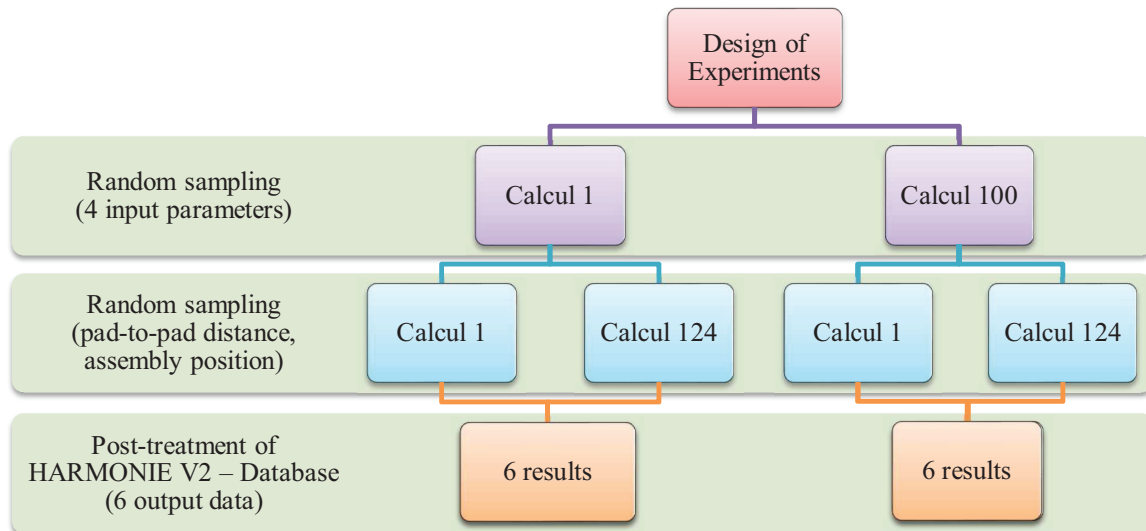 Design of
Experiments
Random sampling
(4 input parameters)
Calcul 1
Calcul 100
Random sampling
(pad-to-pad distance,
assembly position)
Calcul 1
Calcul 124
Calcul 1
Calcul 124
Post-treatment of
HARMONIE V2 – Database
(6 output data)
6 results
6 results